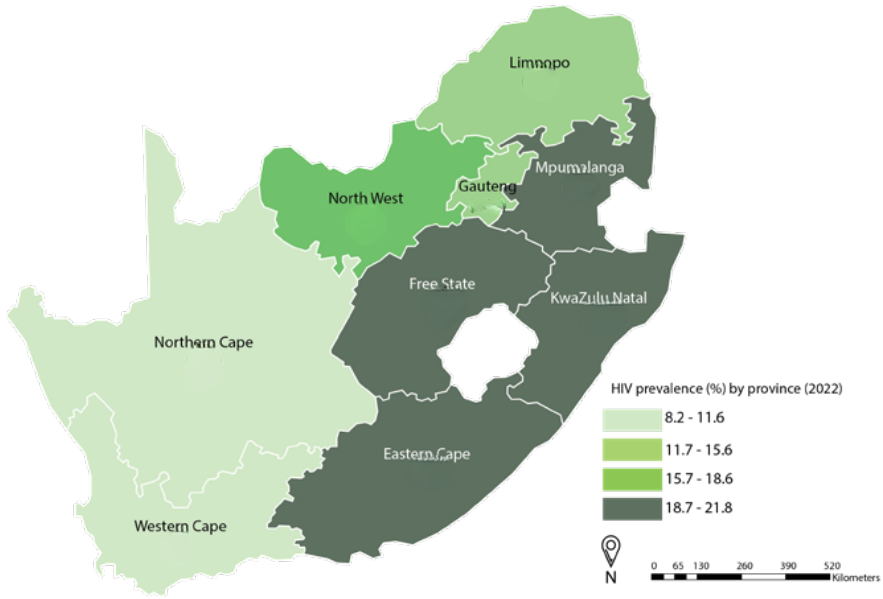 Limnopo
Mpumalanga
Gauteng
North West
Free State
KwaZulu Natal
Northern Cape
HIV prevalence (%) by province (2022)
8.2 - 11.6
11.7 - 15.6
15.7 - 18.6
18.7 - 21.8
Eastern Cape
Western Cape
N
0 65 130 260 390 520
Kilometers